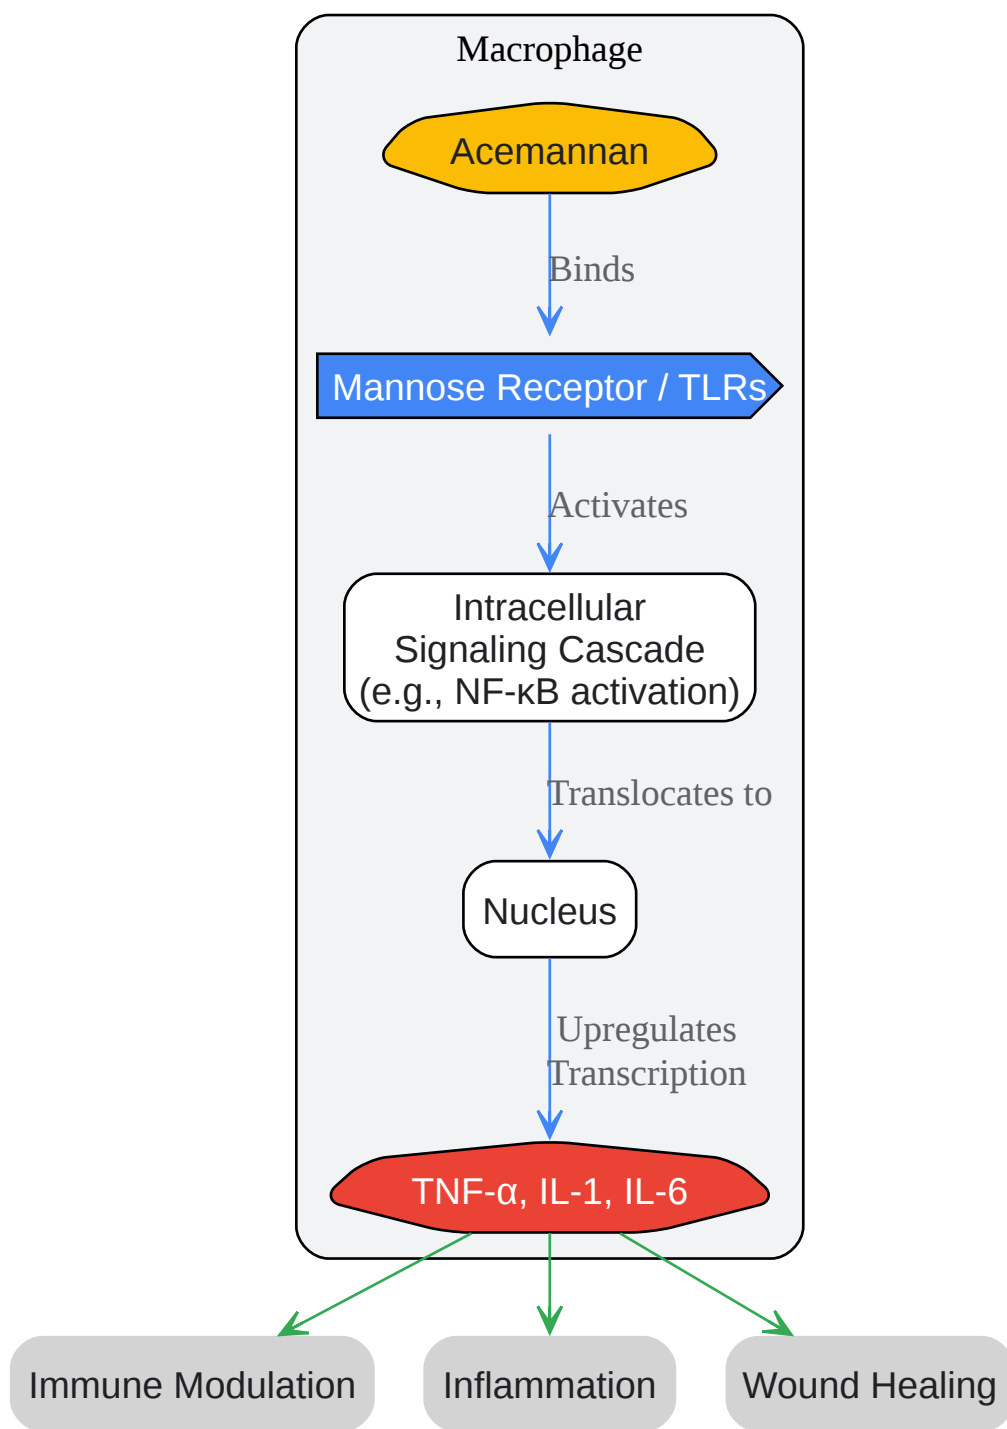 Macrophage
Acemannan
Binds
Mannose Receptor / TLRs
Activates
Intracellular
Signaling Cascade
(e.g., NF-κB activation)
Translocates to
Nucleus
Upregulates
Transcription
TNF-α, IL-1, IL-6
Immune Modulation
Inflammation
Wound Healing